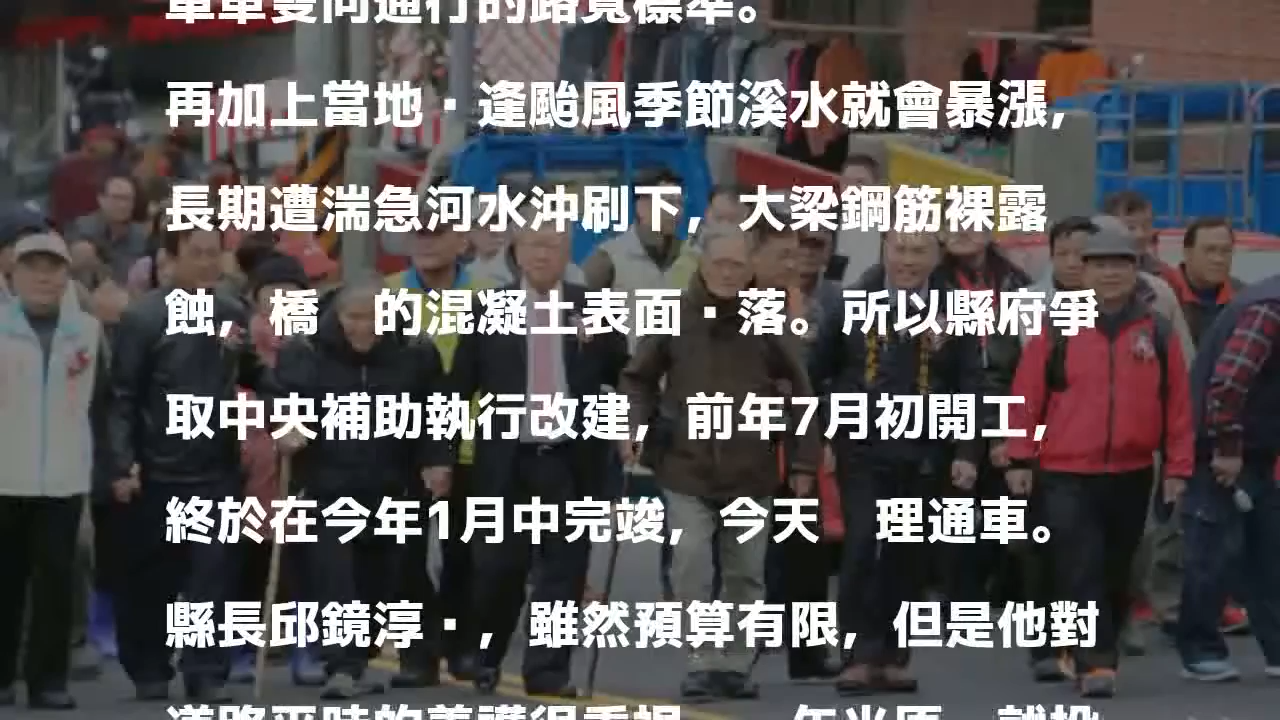 再加上當地▪逢颱風季節溪水就會暴漲,
長期遭湍急河水沖刷下，大梁鋼筋裸露
蝕，橋　的混凝土表面▪落。所以縣府爭
取中央補助執行改建，前年7月初開工，
終於在今年1月中完竣，今天　理通車。
縣長邱鏡淳▪，雖然預算有限，但是他對